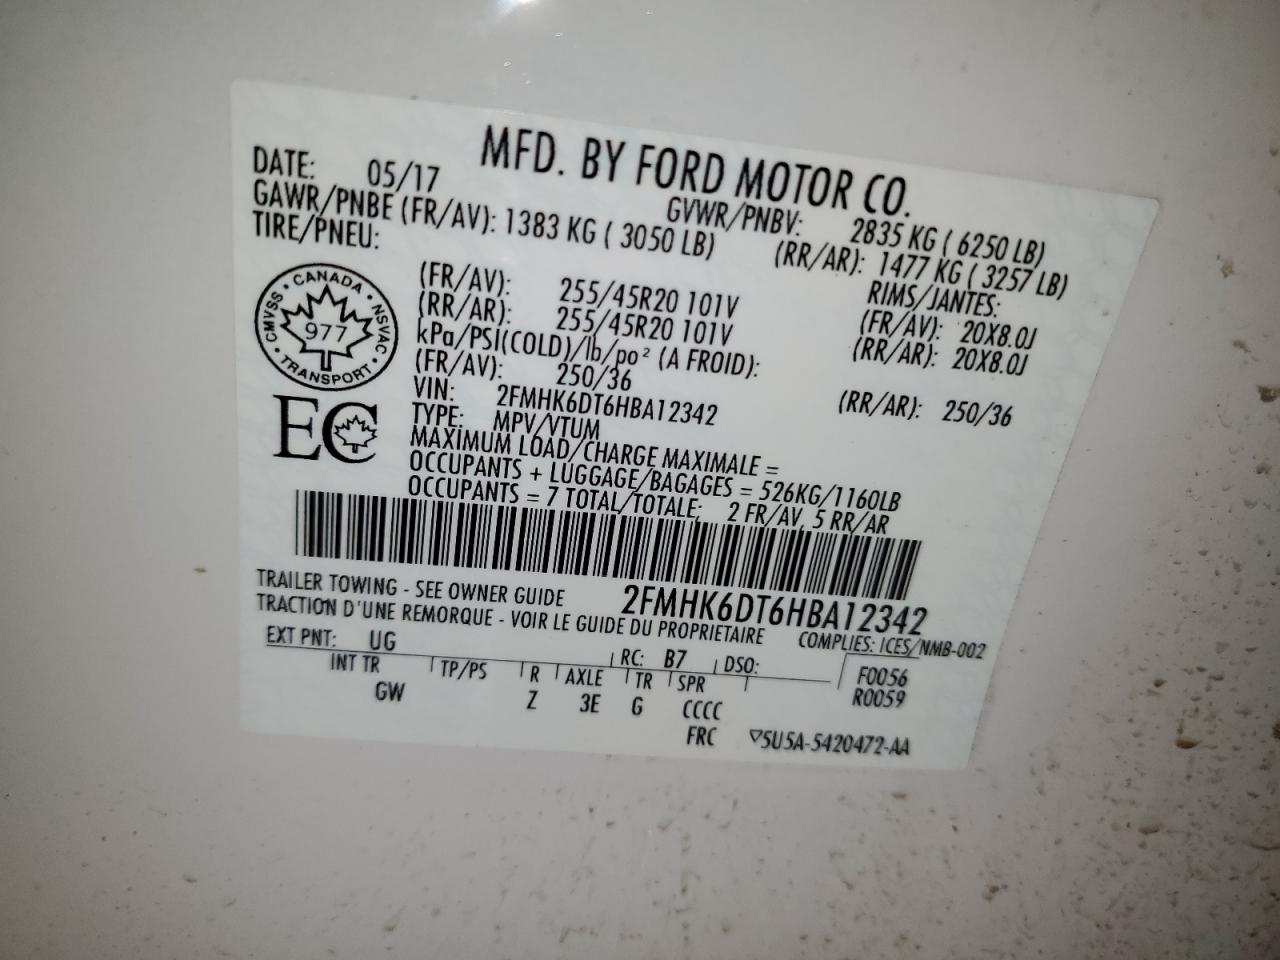 MFD. BY FORD MOTOR CO.
DATE: 05/17 GVWR/PNBV: 2835 KG ( 6250 LB)
GAWR/PNBE (FR/AV): 1383 KG ( 3050 LB) (RR/AR): 1477 KG ( 3257 LB)
TIRE/PNEU: RIMS/JANTES:
(FR/AV): 255/45R20 101V (FR/AV): 20X8.0J
(RR/AR): 255/45R20 101V (RR/AR): 20X8.0J
kPa/PSI(COLD)/lb/po² (A FROID):
(FR/AV): 250/36 (RR/AR): 250/36
VIN: 2FMHK6DT6HBA12342
TYPE: MPV/VTUM
MAXIMUM LOAD/CHARGE MAXIMALE =
OCCUPANTS + LUGGAGE/BAGAGES = 526KG/1160LB
OCCUPANTS = 7 TOTAL/TOTALE; 2 FR/AV, 5 RR/AR
CANADA
CMVSS
NSVAC
977
TRANSPORT
EC
2FMHK6DT6HBA12342
TRAILER TOWING - SEE OWNER GUIDE
TRACTION D'UNE REMORQUE - VOIR LE GUIDE DU PROPRIETAIRE
COMPLIES: ICES/NMB-002
EXT PNT: UG RC: B7 DSO: F0056
R0059
INT TR TP/PS R AXLE TR SPR
GW Z 3E G CCCC
FRC ▽5U5A-5420472-AA